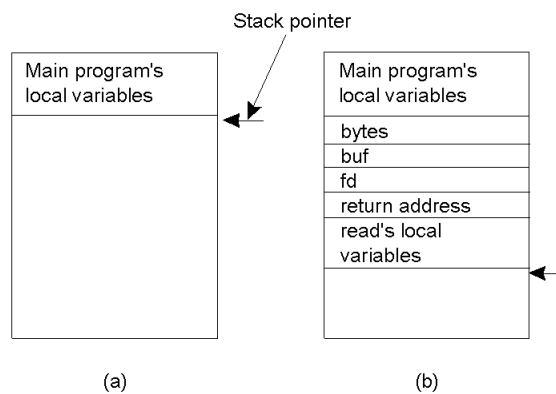 Stack pointer
Main program's
local variables
(a)
Main program's
local variables
bytes
buf
fd
return address
read's local
variables
(b)